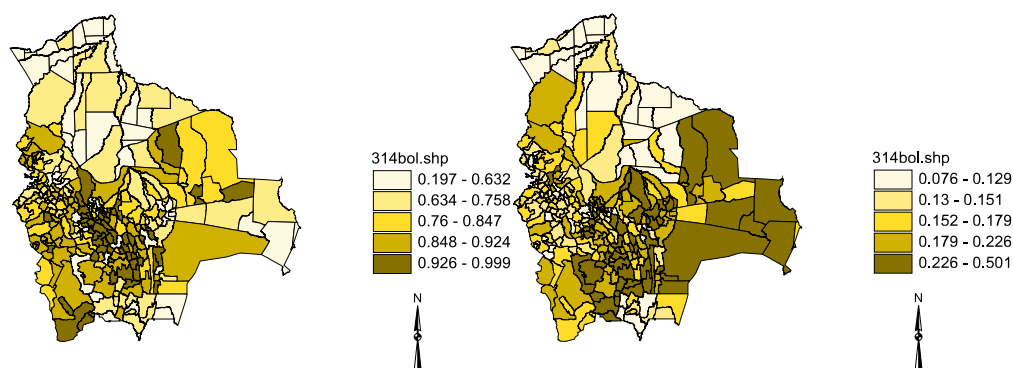 314bol.shp
0.197 - 0.632
0.634 - 0.758
0.76 - 0.847
0.848 - 0.924
0.926 - 0.999
N
314bol.shp
0.076 - 0.129
0.13 - 0.151
0.152 - 0.179
0.179 - 0.226
0.226 - 0.501
N